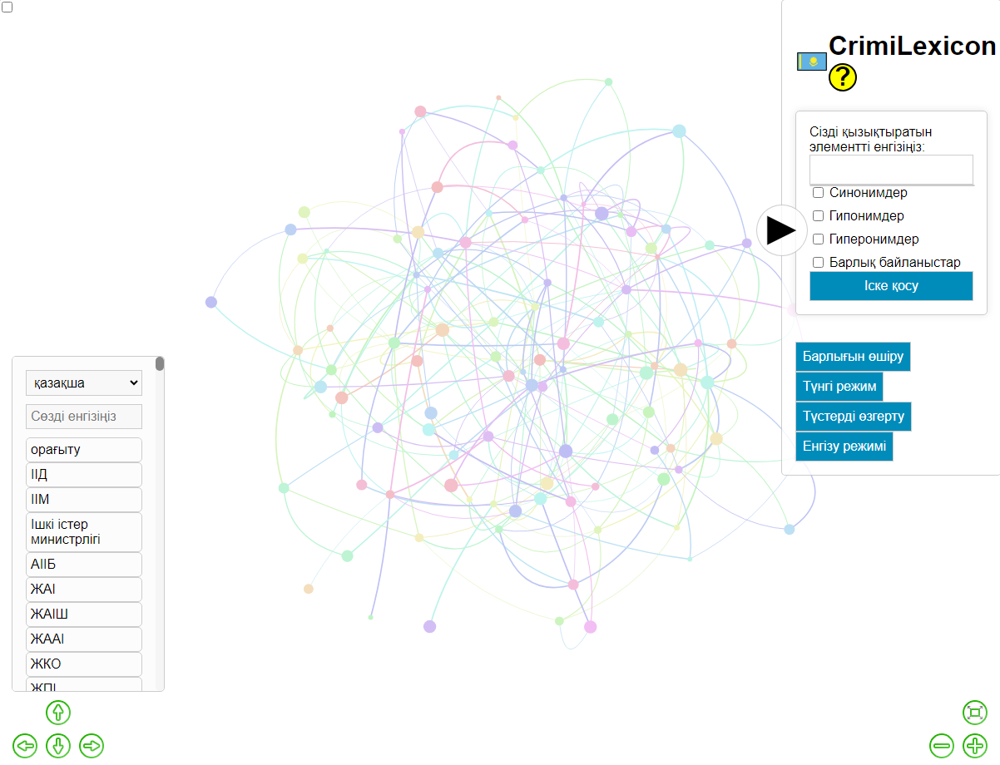 CrimiLexicon
?
Сізді қызықтыратын
элементті енгізіңіз:
Синонимдер
Гипонимдер
Гиперонимдер
Барлық байланыстар
Іске қосу
Барлығын өшіру
Түнгі режим
Түстерді өзгерту
Енгізу режимі
қазақша
Сөзді енгізіңіз
орағыту
ІІД
ІІМ
Ішкі істер
министрлігі
АІІБ
ЖАІ
ЖАІШ
ЖААІ
ЖКО